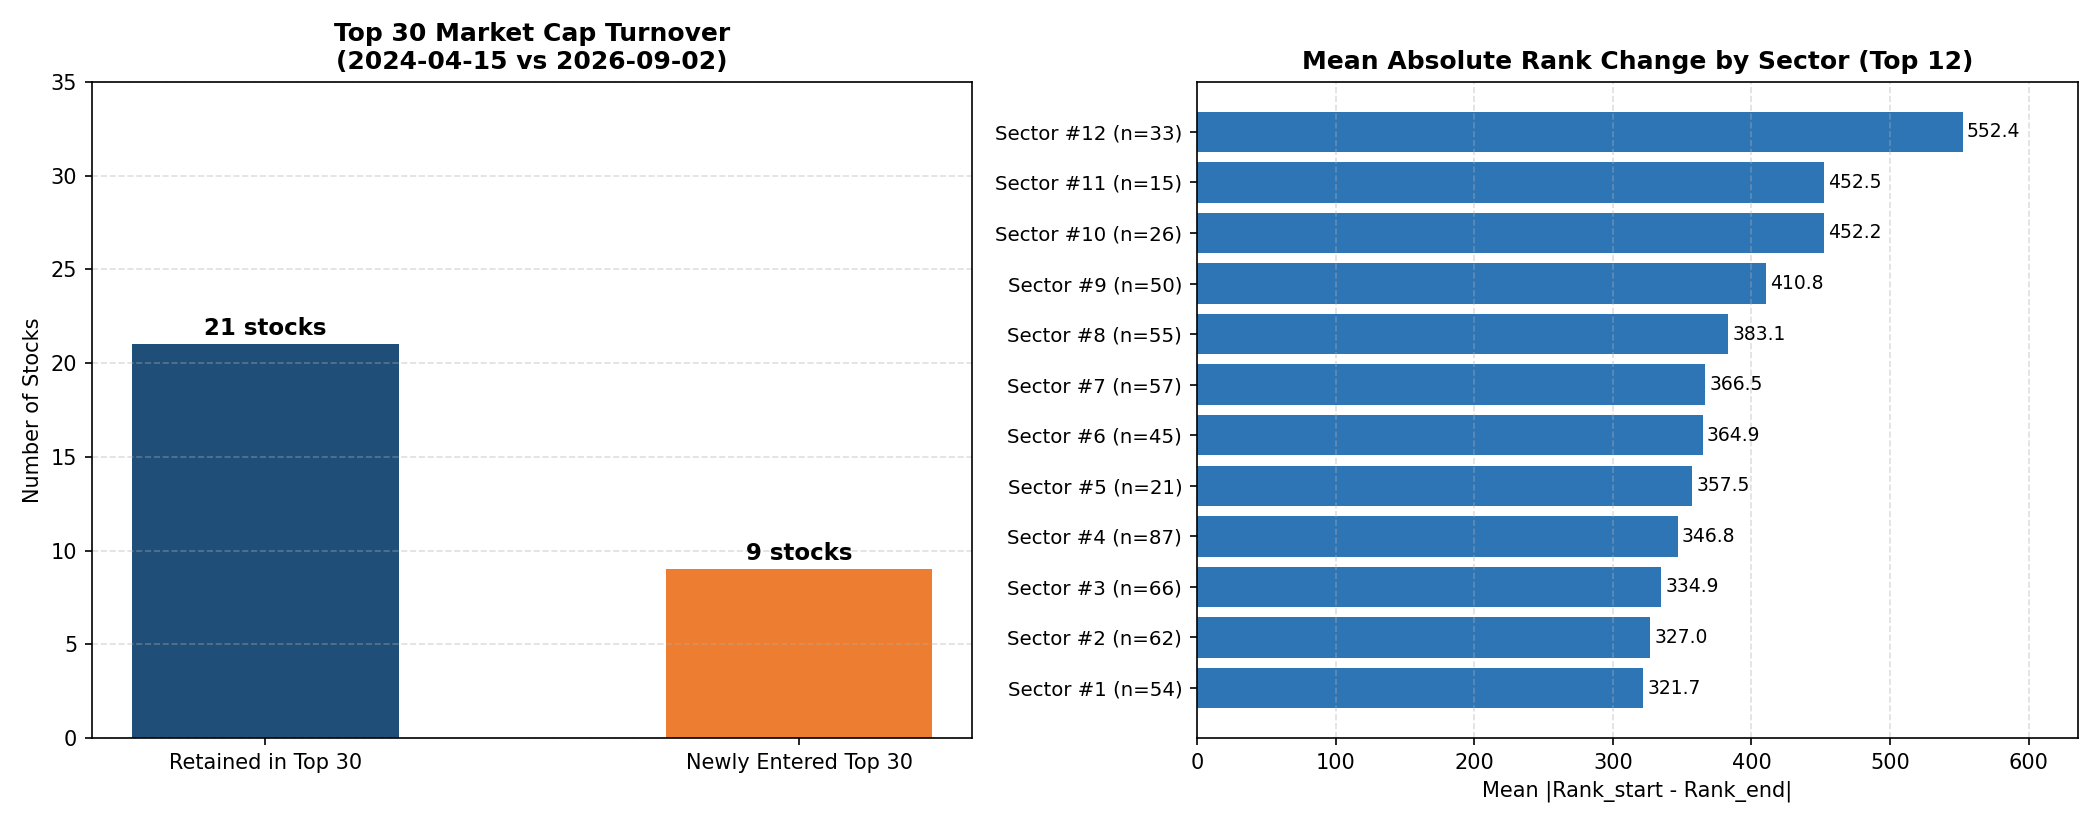 Top 30 Market Cap Turnover
(2024-04-15 vs 2026-09-02)
Number of Stocks
35
30
25
20
15
10
5
0
21 stocks
9 stocks
Retained in Top 30
Newly Entered Top 30
Mean Absolute Rank Change by Sector (Top 12)
Sector #12 (n=33) 552.4
Sector #11 (n=15) 452.5
Sector #10 (n=26) 452.2
Sector #9 (n=50) 410.8
Sector #8 (n=55) 383.1
Sector #7 (n=57) 366.5
Sector #6 (n=45) 364.9
Sector #5 (n=21) 357.5
Sector #4 (n=87) 346.8
Sector #3 (n=66) 334.9
Sector #2 (n=62) 327.0
Sector #1 (n=54) 321.7
0 100 200 300 400 500 600
Mean |Rank_start - Rank_end|